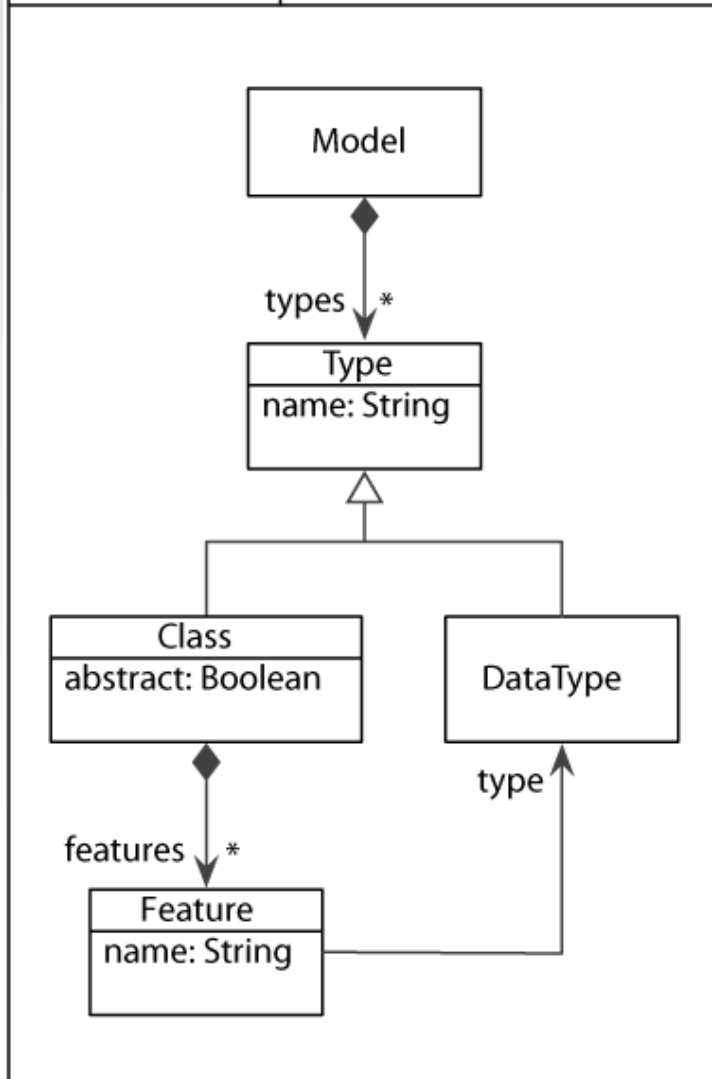 Model
types *
Type
name: String
Class
abstract: Boolean
DataType
type
features *
Feature
name: String